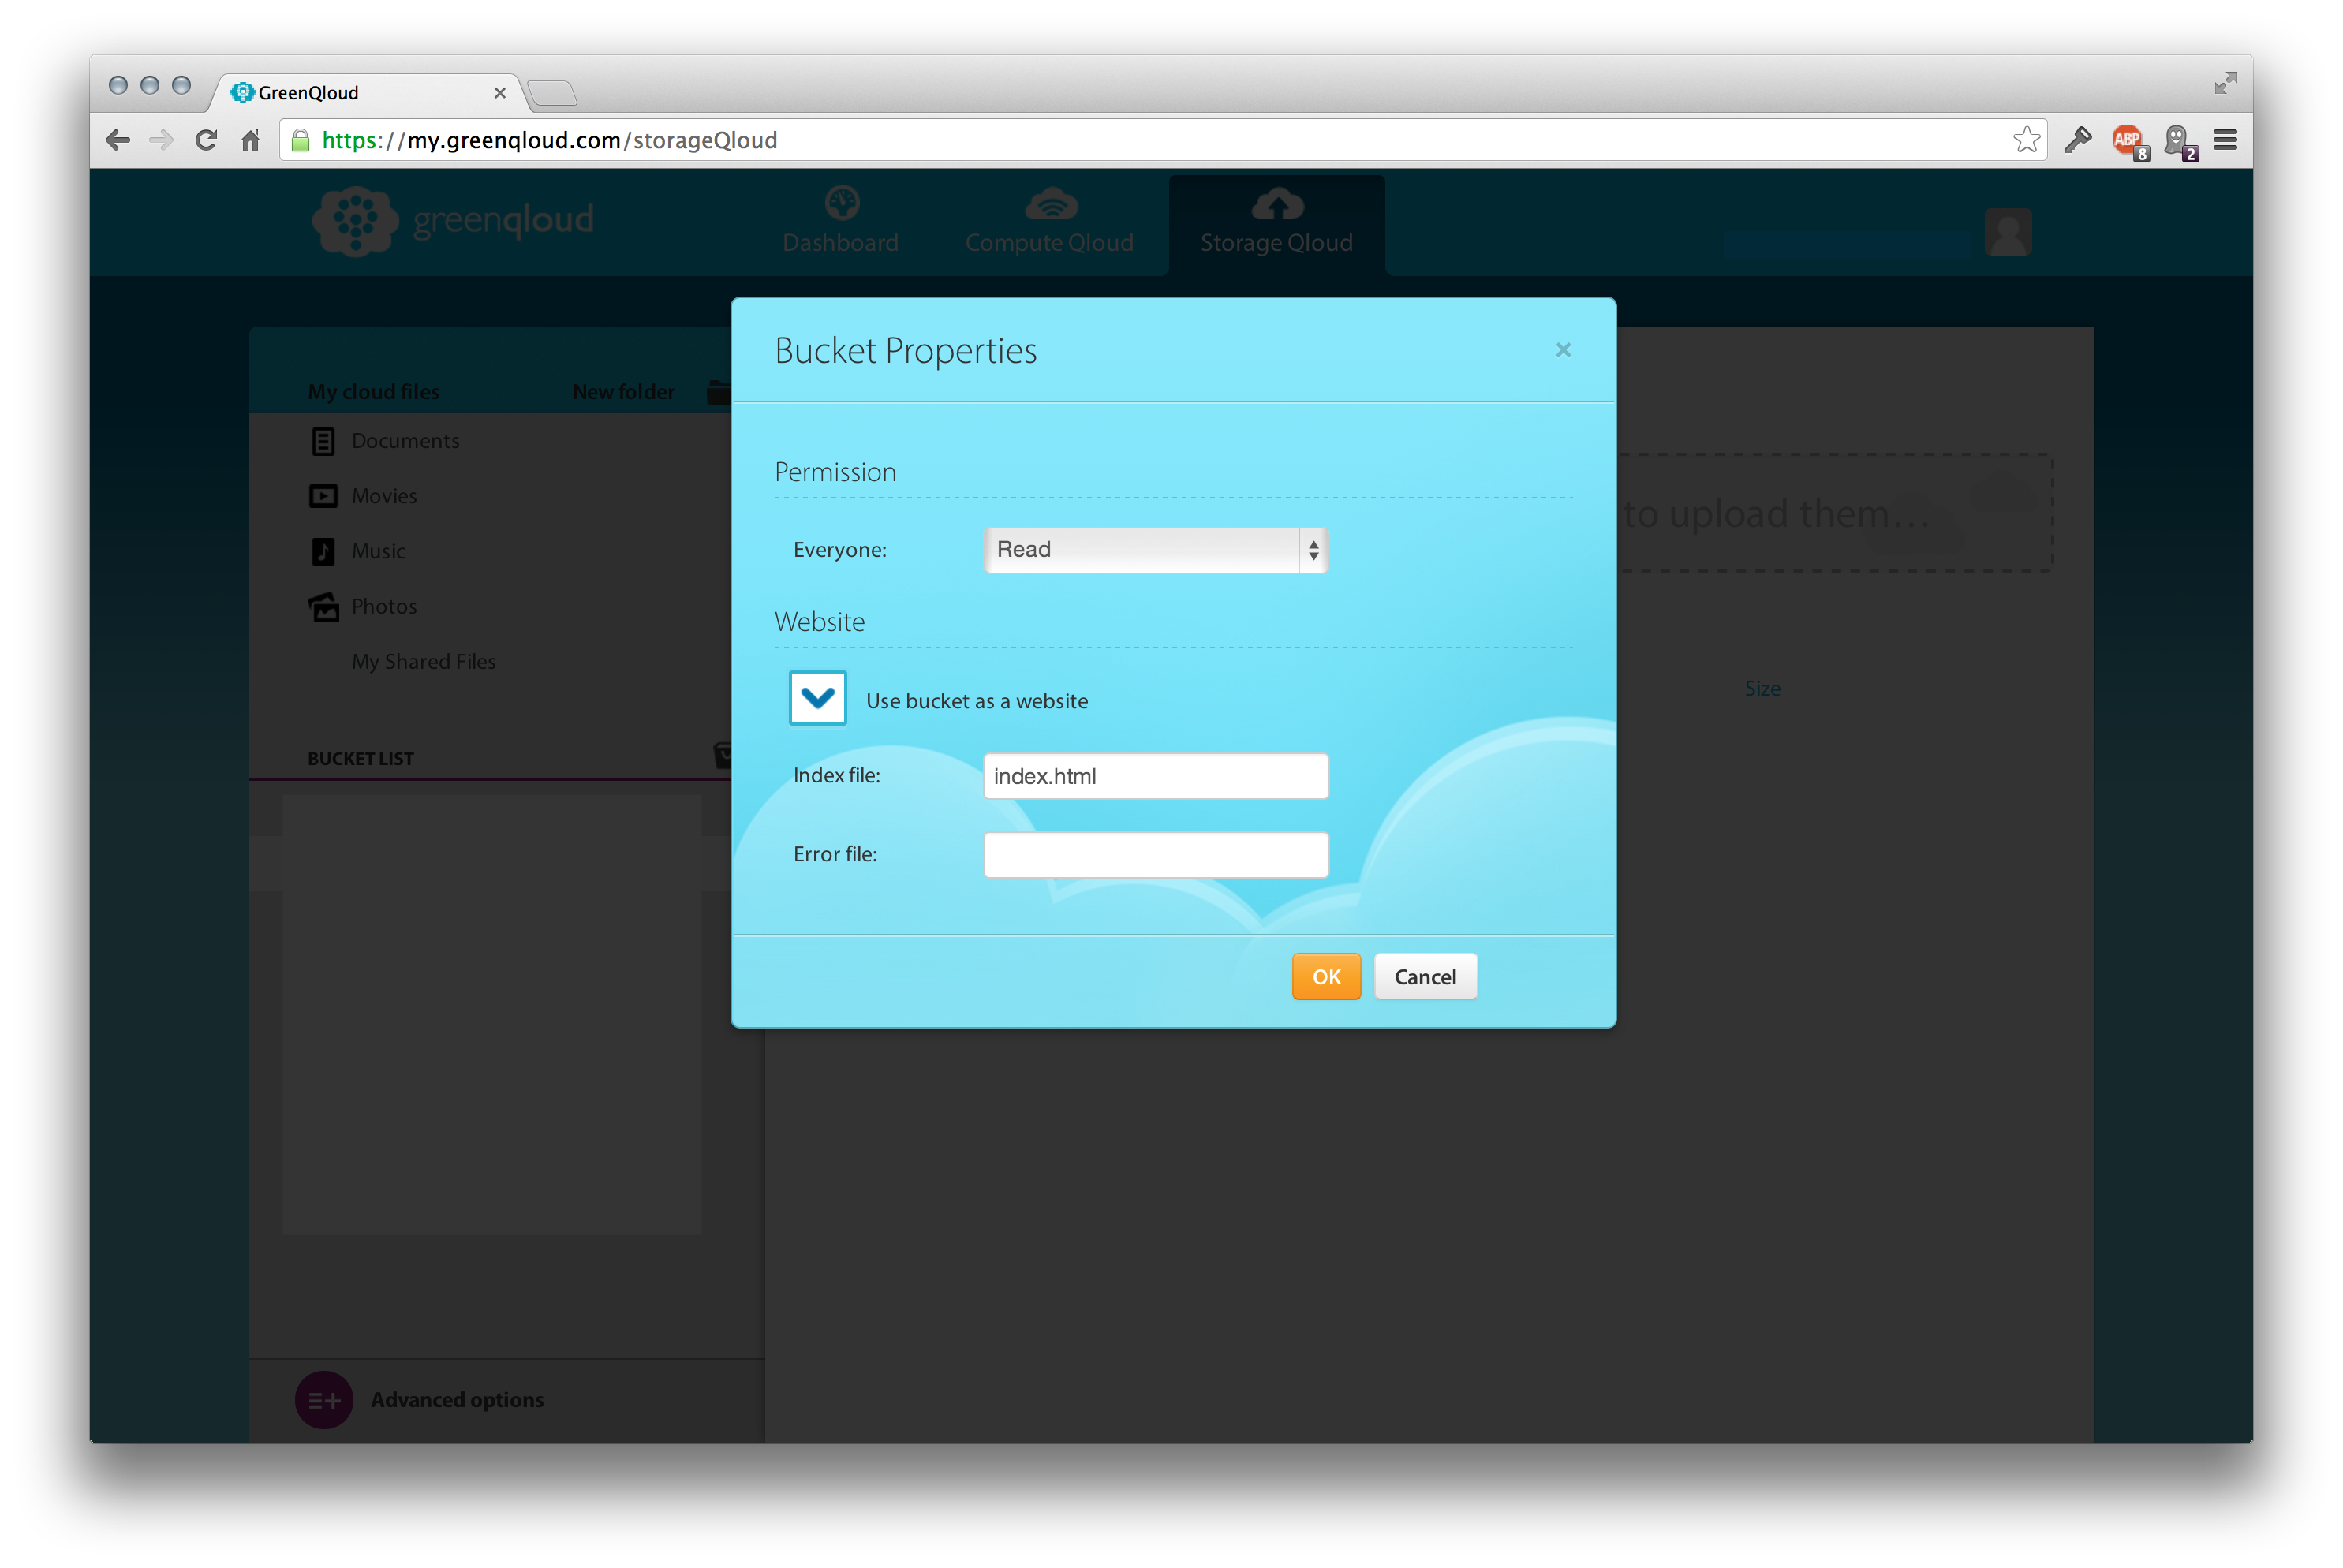 GreenQloud
https://my.greenqloud.com/storageQloud
ABP
8
2
greenqloud
Dashboard
Compute Qloud
Storage Qloud
Bucket Properties
My cloud files
New folder
Documents
Movies
Music
Photos
My Shared Files
BUCKET LIST
Advanced options
Permission
Everyone:
Read
Website
Use bucket as a website
Index file:
index.html
Error file:
OK
Cancel
to upload them...
Size